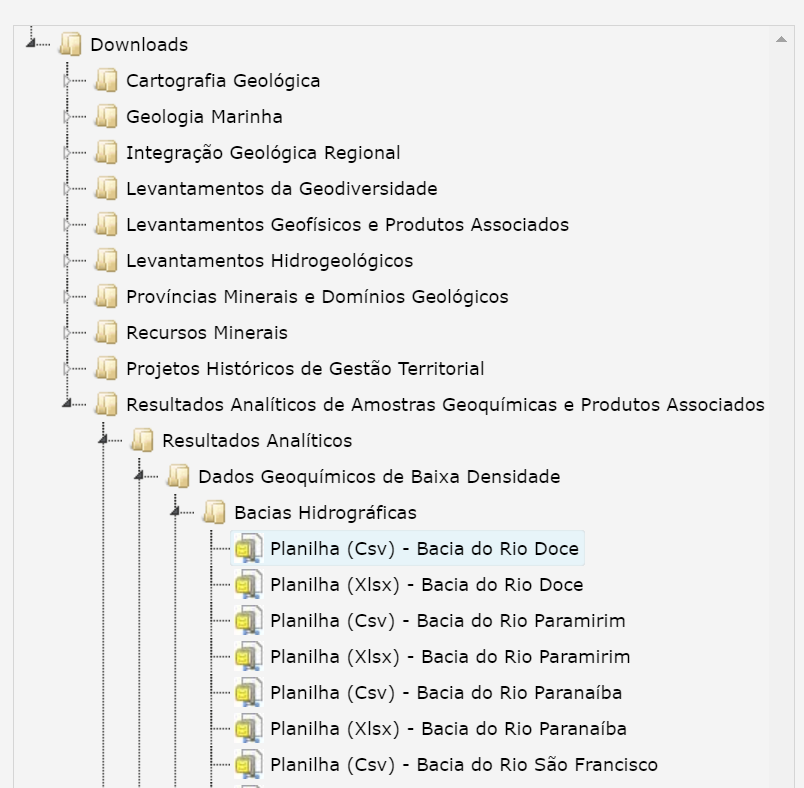 Downloads
Cartografia Geológica
Geologia Marinha
Integração Geológica Regional
Levantamentos da Geodiversidade
Levantamentos Geofísicos e Produtos Associados
Levantamentos Hidrogeológicos
Províncias Minerais e Domínios Geológicos
Recursos Minerais
Projetos Históricos de Gestão Territorial
Resultados Analíticos de Amostras Geoquímicas e Produtos Associados
Resultados Analíticos
Dados Geoquímicos de Baixa Densidade
Bacias Hidrográficas
Planilha (Csv) - Bacia do Rio Doce
Planilha (Xlsx) - Bacia do Rio Doce
Planilha (Csv) - Bacia do Rio Paramirim
Planilha (Xlsx) - Bacia do Rio Paramirim
Planilha (Csv) - Bacia do Rio Paranaíba
Planilha (Xlsx) - Bacia do Rio Paranaíba
Planilha (Csv) - Bacia do Rio São Francisco